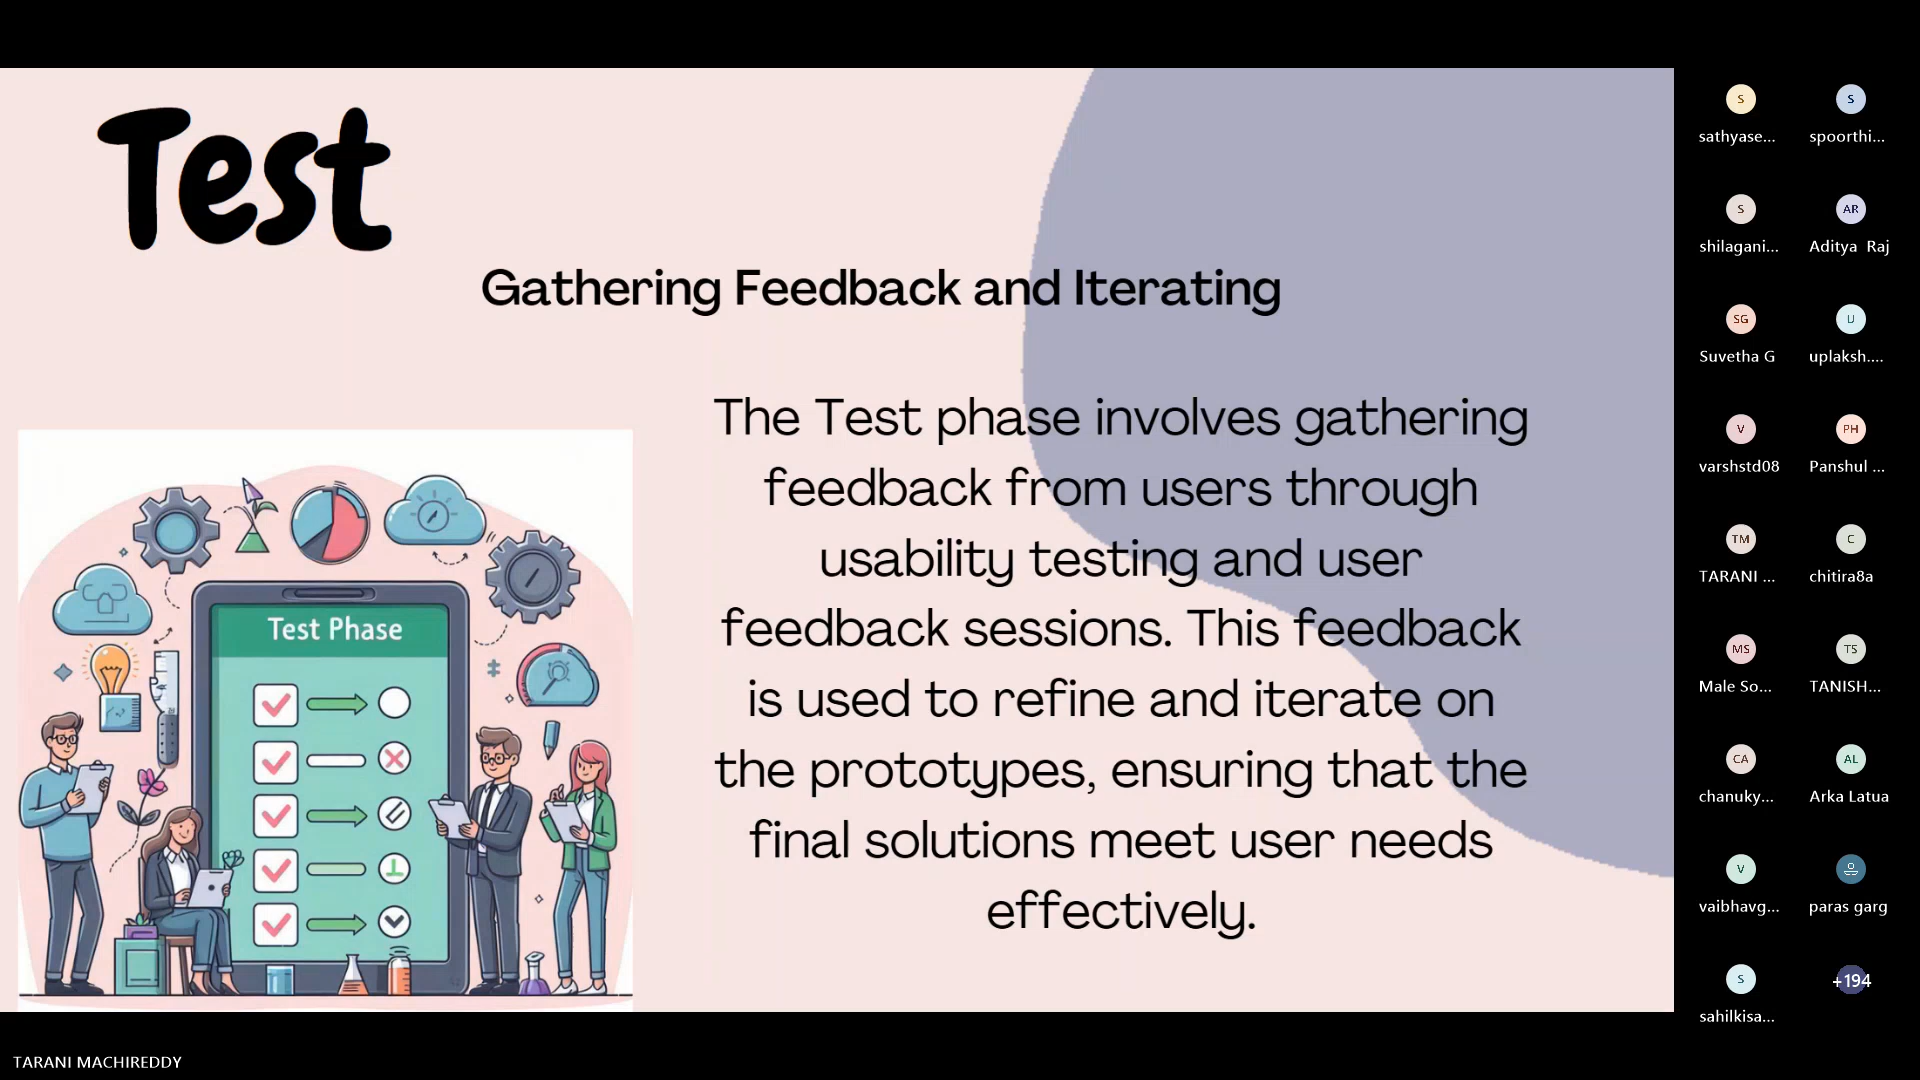 Test
Gathering Feedback and Iterating
The Test phase involves gathering
feedback from users through
usability testing and user
feedback sessions. This feedback
is used to refine and iterate on
the prototypes, ensuring that the
final solutions meet user needs
effectively.
Test Phase
S
sathyase...
S
spoorthi...
S
shilagani...
AR
Aditya Raj
SG
Suvetha G
U
uplaksh....
V
varshstd08
PH
Panshul ...
TM
TARANI ...
C
chitira8a
MS
Male So...
TS
TANISH...
CA
chanuky...
AL
Arka Latua
V
vaibhavg...
paras garg
S
sahilkisa...
+194
TARANI MACHIREDDY